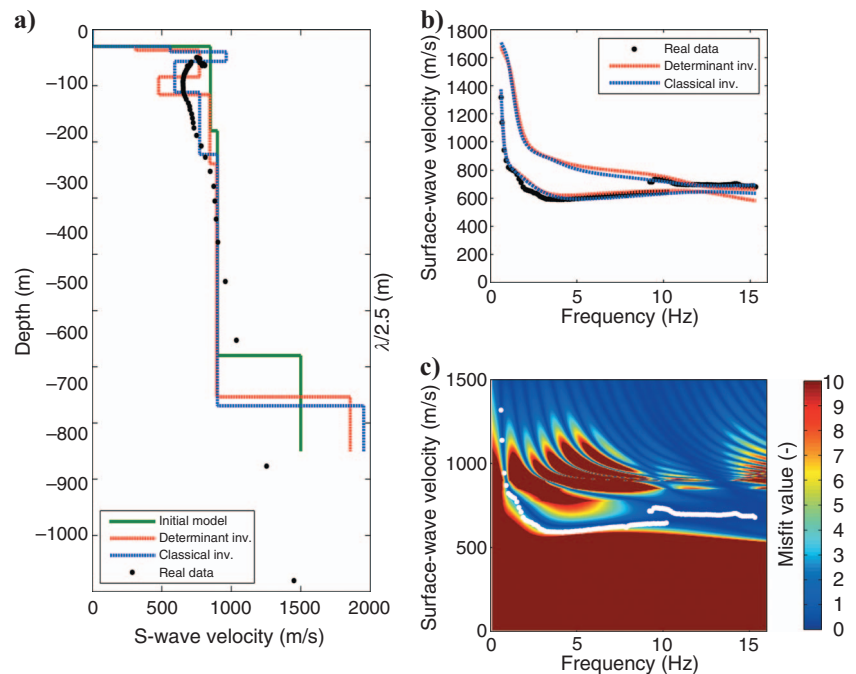 a)
0
−100
−200
−300
−400
−500
−600
−700
−800
−900
−1000
Depth (m)
λ/2.5 (m)
Initial model
Determinant inv.
Classical inv.
Real data
0 500 1000 1500 2000
S-wave velocity (m/s)
b)
1800
1600
1400
1200
1000
800
600
400
200
0
Surface-wave velocity (m/s)
Real data
Determinant inv.
Classical inv.
0 5 10 15
Frequency (Hz)
c)
1500
1000
500
0
Surface-wave velocity (m/s)
0 5 10 15
Frequency (Hz)
Misfit value (-)
10
9
8
7
6
5
4
3
2
1
0